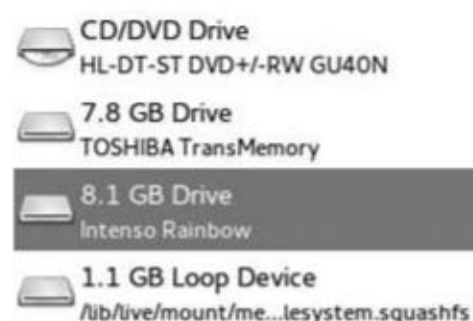 CD/DVD Drive
HL-DT-ST DVD+/-RW GU40N
7.8 GB Drive
TOSHIBA TransMemory
8.1 GB Drive
Intenso Rainbow
1.1 GB Loop Device
/lib/live/mount/me...lesystem.squashfs